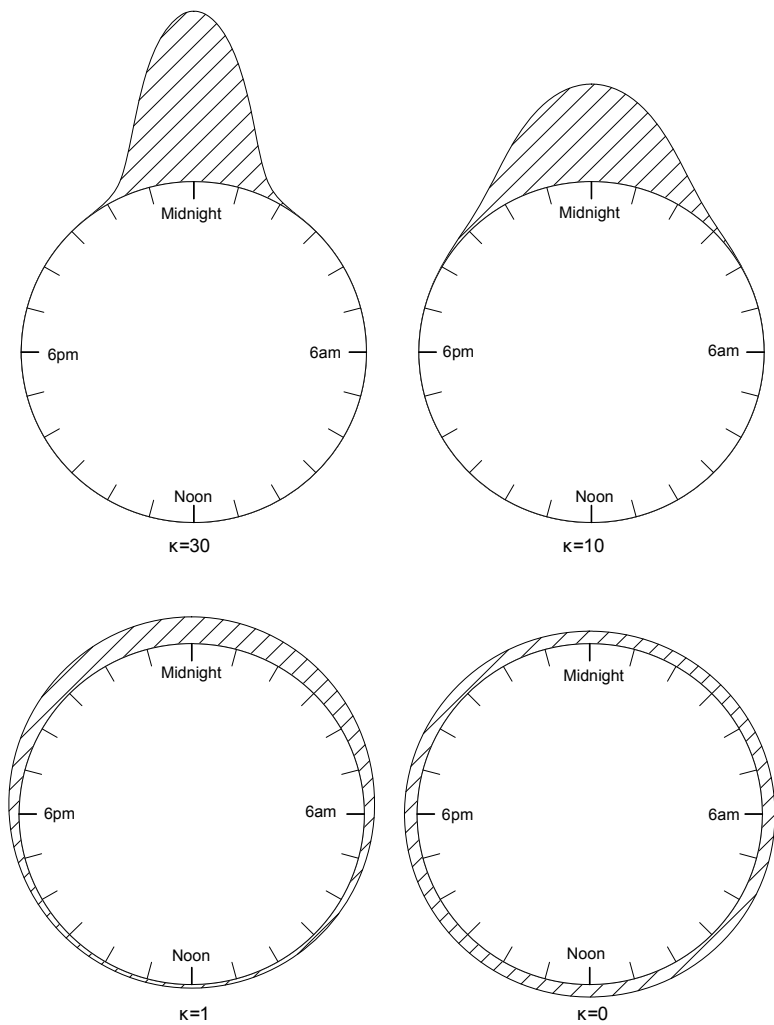 Midnight
6pm
6am
Noon
κ=30
Midnight
6pm
6am
Noon
κ=10
Midnight
6pm
6am
Noon
κ=1
Midnight
6pm
6am
Noon
κ=0